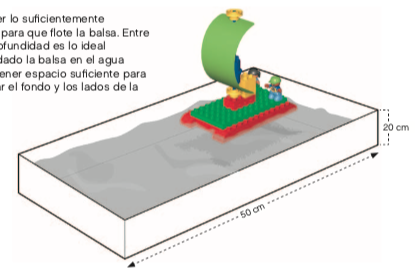 er lo suficientemente
para que flote la balsa. Entre
ofundidad es lo ideal
dado la balsa en el agua
ener espacio suficiente para
ar el fondo y los lados de la
20 cm
50 cm